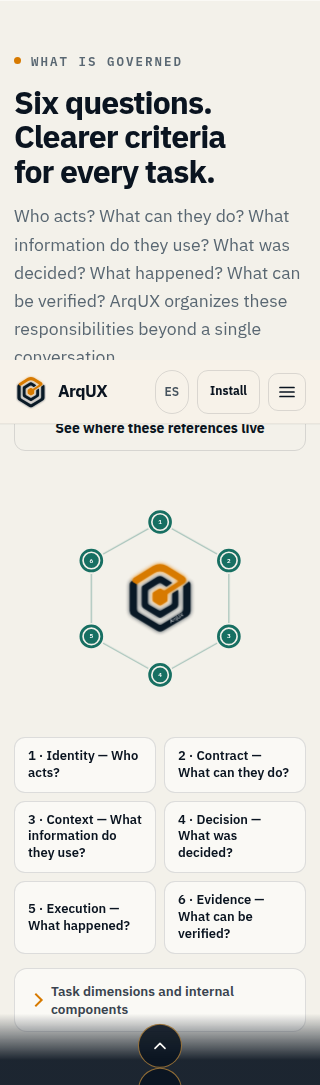 WHAT IS GOVERNED
Six questions.
Clearer criteria
for every task.
Who acts? What can they do? What
information do they use? What was
decided? What happened? What can
be verified? ArqUX organizes these
responsibilities beyond a single
conversation.
ArqUX
ES
Install
See where these references live
1
2
3
4
5
6
1 · Identity — Who
acts?
2 · Contract —
What can they do?
3 · Context — What
information do
they use?
4 · Decision —
What was
decided?
5 · Execution —
What happened?
6 · Evidence —
What can be
verified?
Task dimensions and internal
components